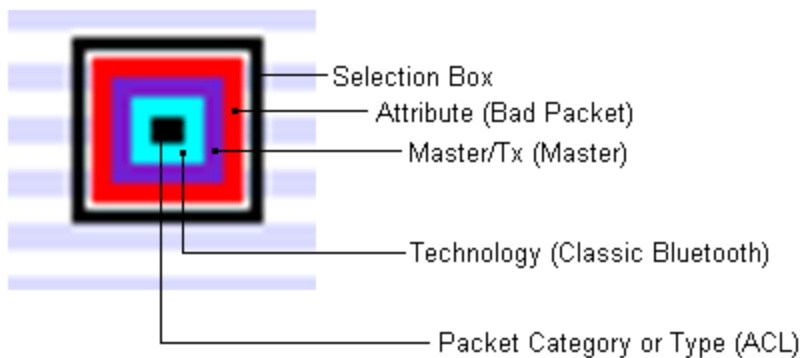 Selection Box
Attribute (Bad Packet)
Master/Tx (Master)
Technology (Classic Bluetooth)
Packet Category or Type (ACL)